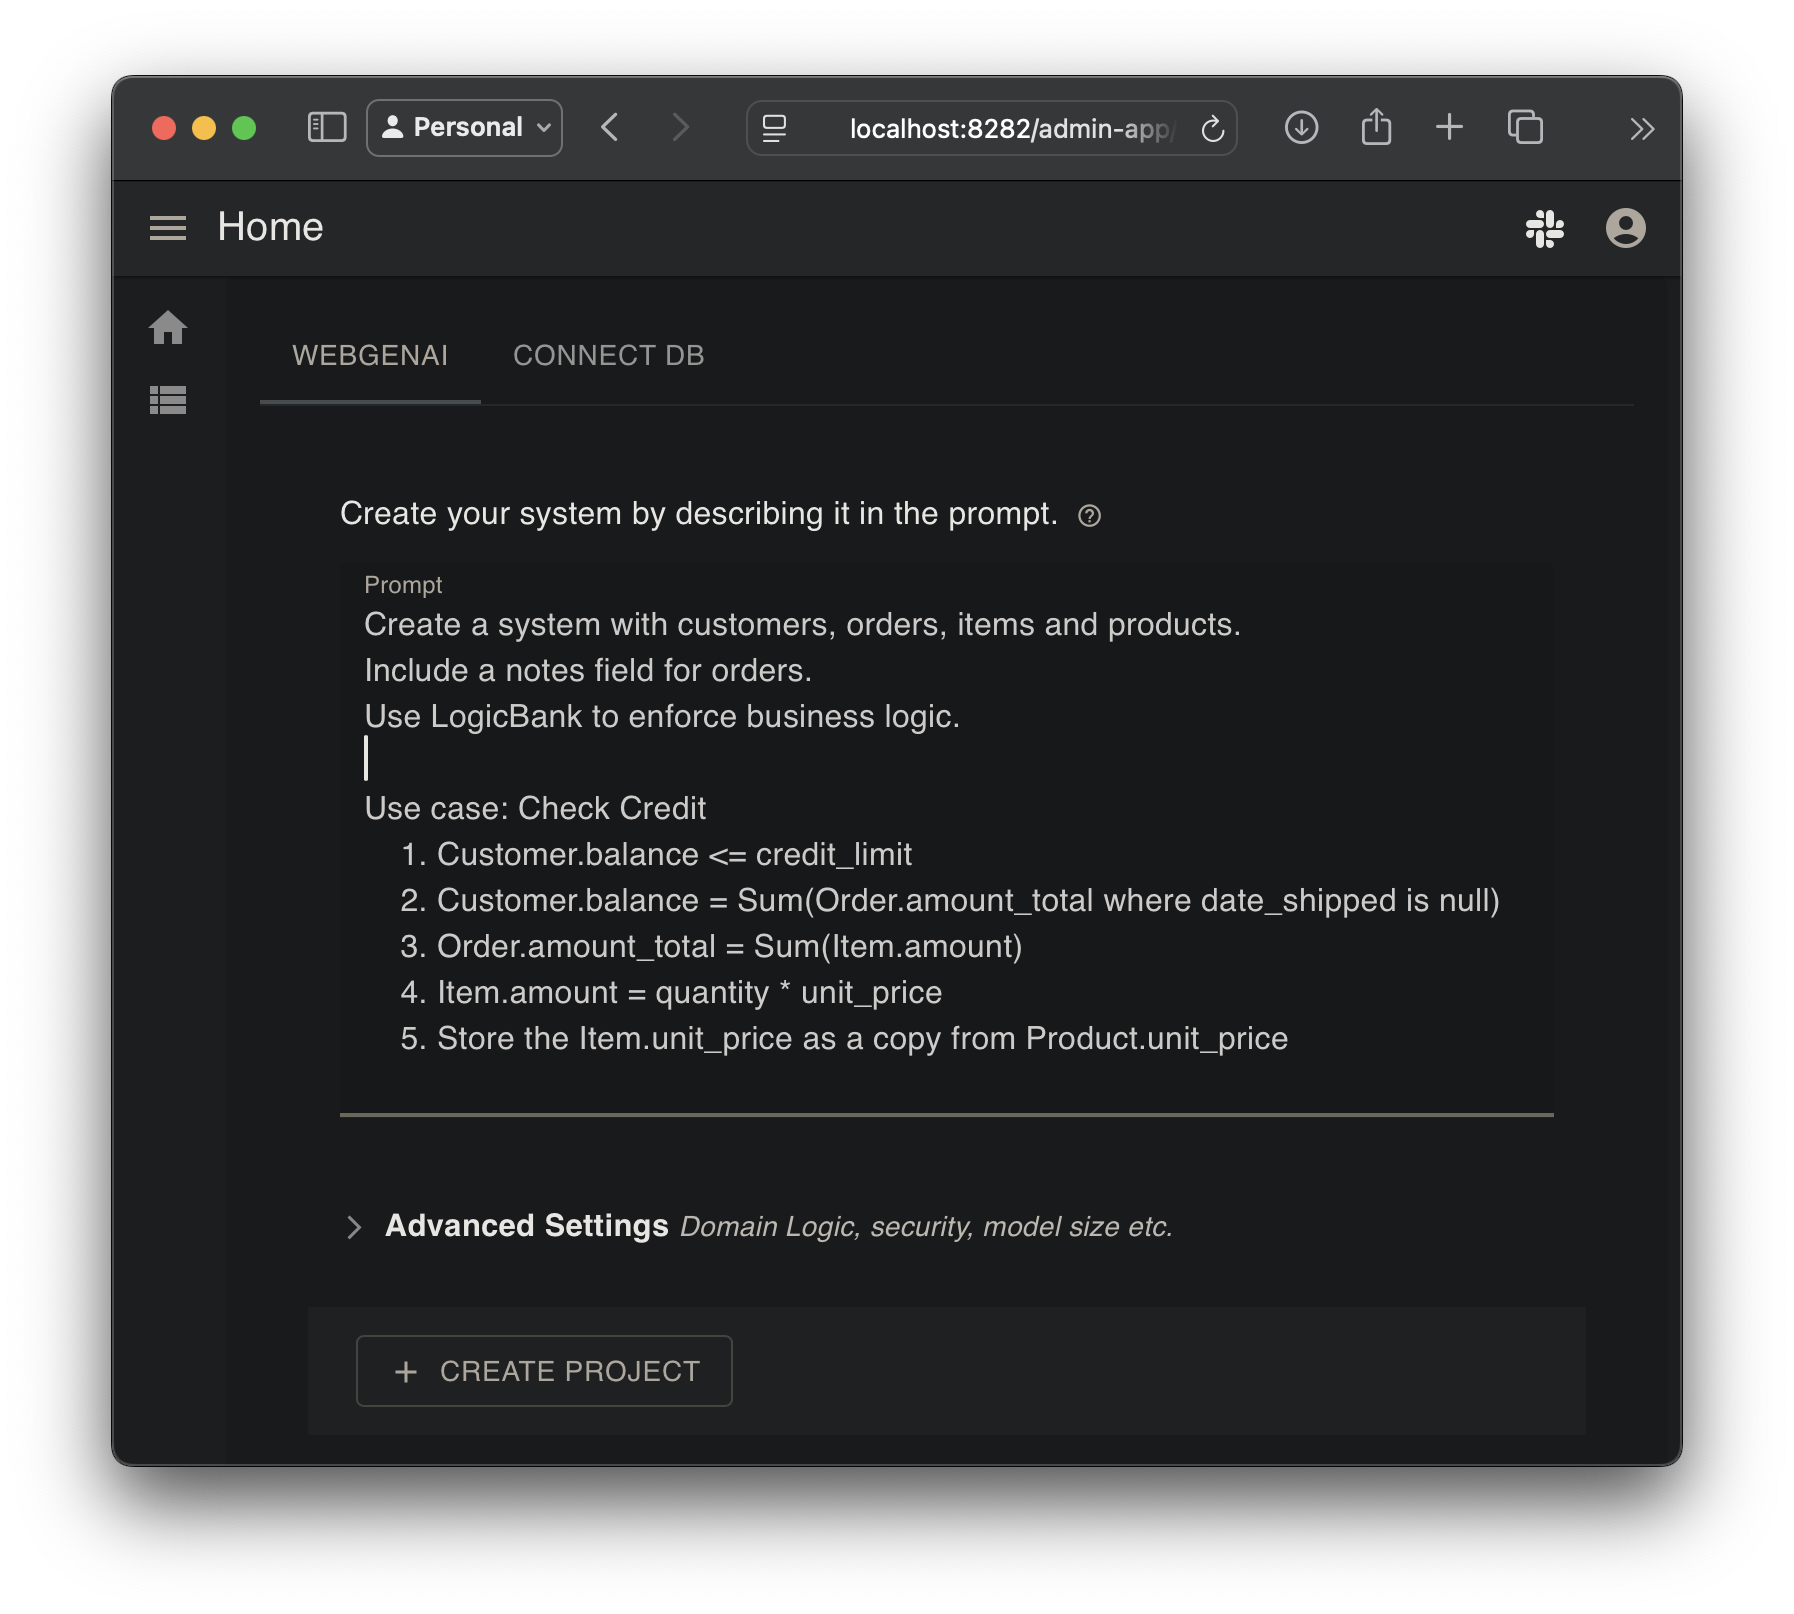 Personal
localhost:8282/admin-app/
Home
WEBGENAI
CONNECT DB
Create your system by describing it in the prompt.
Prompt
Create a system with customers, orders, items and products.
Include a notes field for orders.
Use LogicBank to enforce business logic.
Use case: Check Credit
1. Customer.balance <= credit_limit
2. Customer.balance = Sum(Order.amount_total where date_shipped is null)
3. Order.amount_total = Sum(Item.amount)
4. Item.amount = quantity * unit_price
5. Store the Item.unit_price as a copy from Product.unit_price
Advanced Settings Domain Logic, security, model size etc.
+ CREATE PROJECT